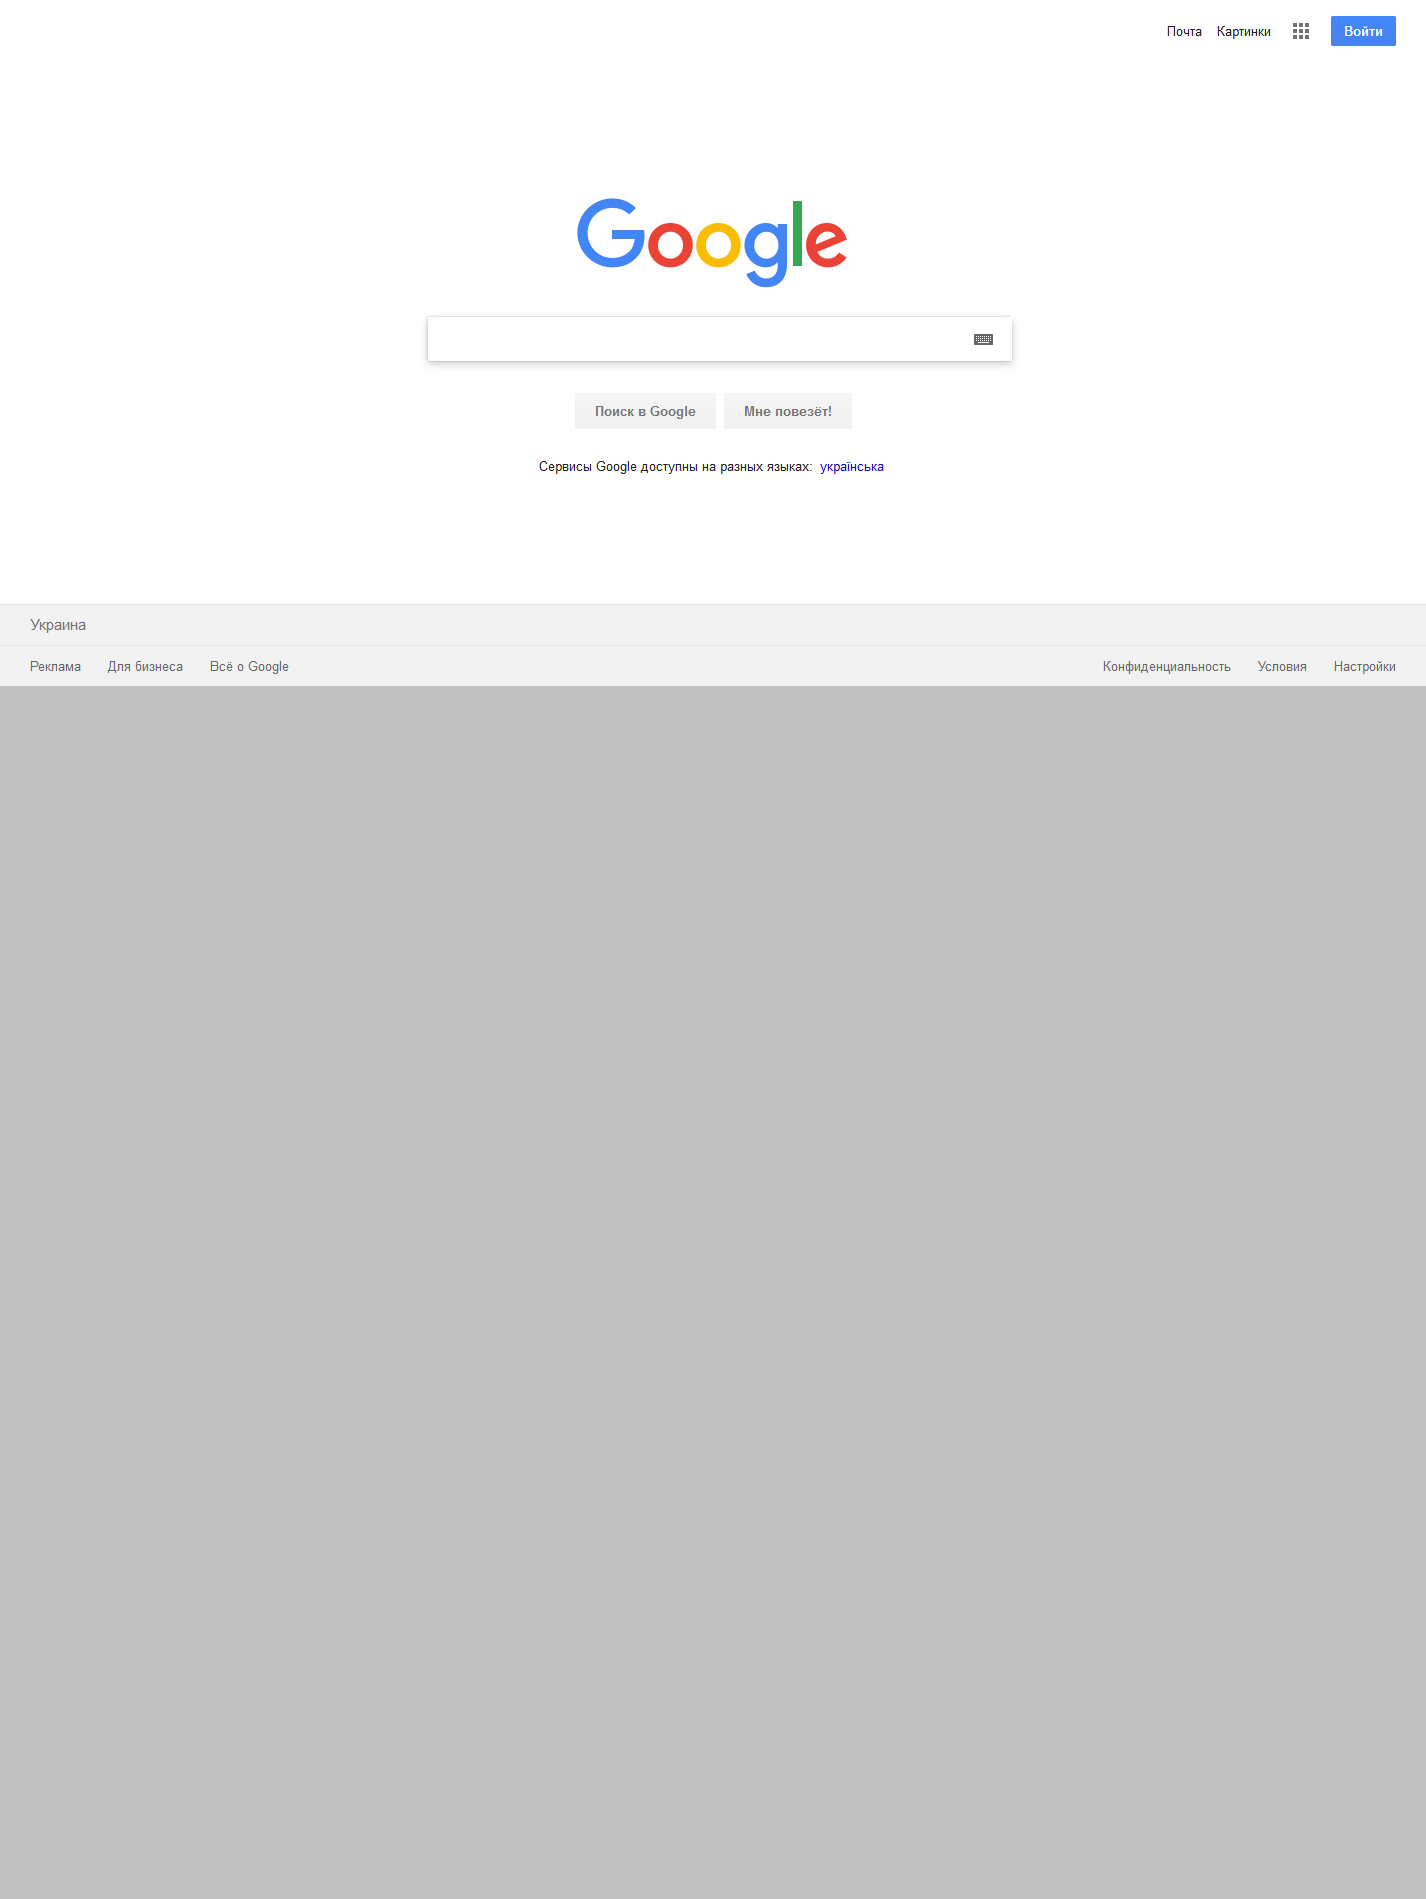 Почта Картинки Войти
Google
Поиск в Google Мне повезёт!
Сервисы Google доступны на разных языках: українська
Украина
Реклама Для бизнеса Всё о Google Конфиденциальность Условия Настройки